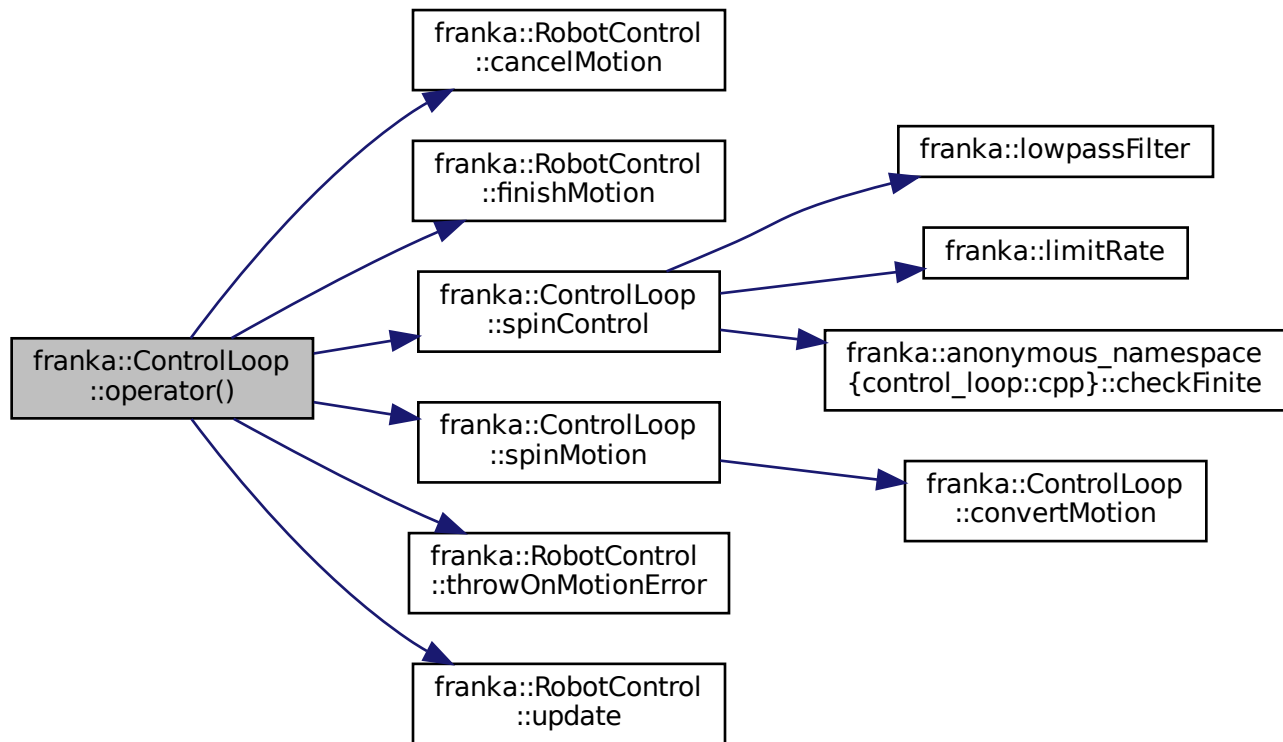 franka::RobotControl
::cancelMotion
franka::RobotControl
::finishMotion
franka::lowpassFilter
franka::limitRate
franka::ControlLoop
::spinControl
franka::anonymous_namespace
{control_loop::cpp}::checkFinite
franka::ControlLoop
::operator()
franka::ControlLoop
::spinMotion
franka::ControlLoop
::convertMotion
franka::RobotControl
::throwOnMotionError
franka::RobotControl
::update